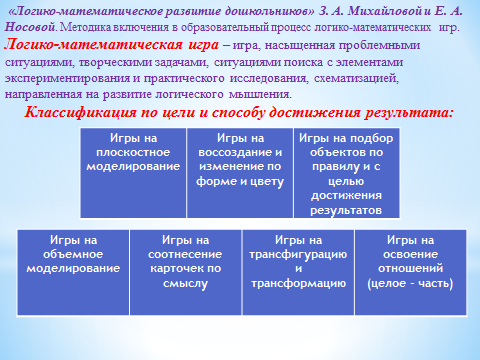 «Логико-математическое развитие дошкольников» З. А. Михайловой и Е. А.
Носовой. Методика включения в образовательный процесс логико-математических игр.
Логико-математическая игра – игра, насыщенная проблемными
ситуациями, творческими задачами, ситуациями поиска с элементами
экспериментирования и практического исследования, схематизацией,
направленная на развитие логического мышления.
Классификация по цели и способу достижения результата:
Игры на
плоскостное
моделирование
Игры на
воссоздание и
изменение по
форме и цвету
Игры на подбор
объектов по
правилу и с
целью
достижения
результатов
Игры на
объемное
моделирование
Игры на
соотнесение
карточек по
смыслу
Игры на
трансфигурацию
и
трансформацию
Игры на
освоение
отношений
(целое - часть)